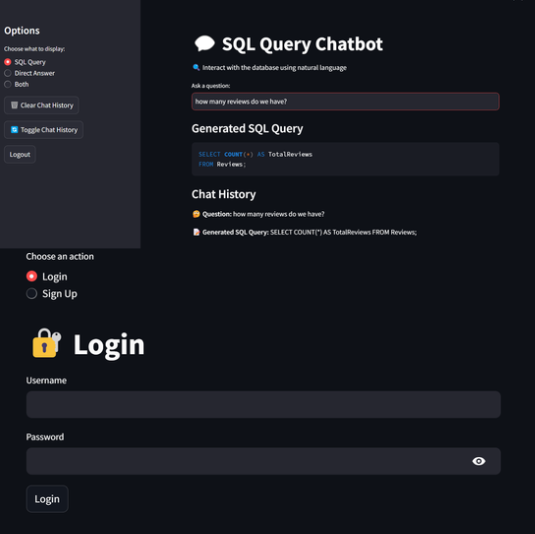 Options
Choose what to display:
SQL Query
Direct Answer
Both
Clear Chat History
Toggle Chat History
Logout
SQL Query Chatbot
Interact with the database using natural language
Ask a question:
how many reviews do we have?
Generated SQL Query
SELECT COUNT(*) AS TotalReviews
FROM Reviews;
Chat History
Question: how many reviews do we have?
Generated SQL Query: SELECT COUNT(*) AS TotalReviews FROM Reviews;
Choose an action
Login
Sign Up
Login
Username
Password
Login